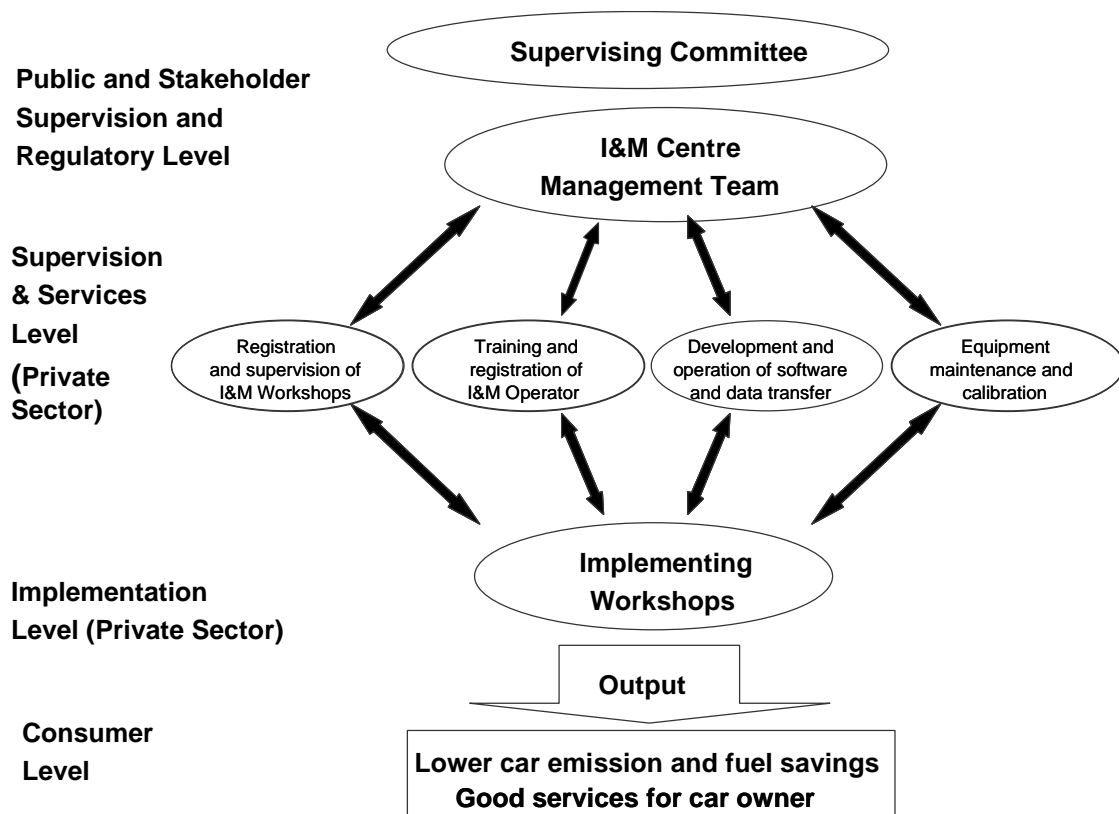 Supervising Committee
Public and Stakeholder
Supervision and
Regulatory Level
I&M Centre
Management Team
Supervision
& Services
Level
(Private
Sector)
Registration
and supervision of
I&M Workshops
Training and
registration of
I&M Operator
Development and
operation of software
and data transfer
Equipment
maintenance and
calibration
Implementation
Level (Private Sector)
Implementing
Workshops
Output
Consumer
Level
Lower car emission and fuel savings
Good services for car owner